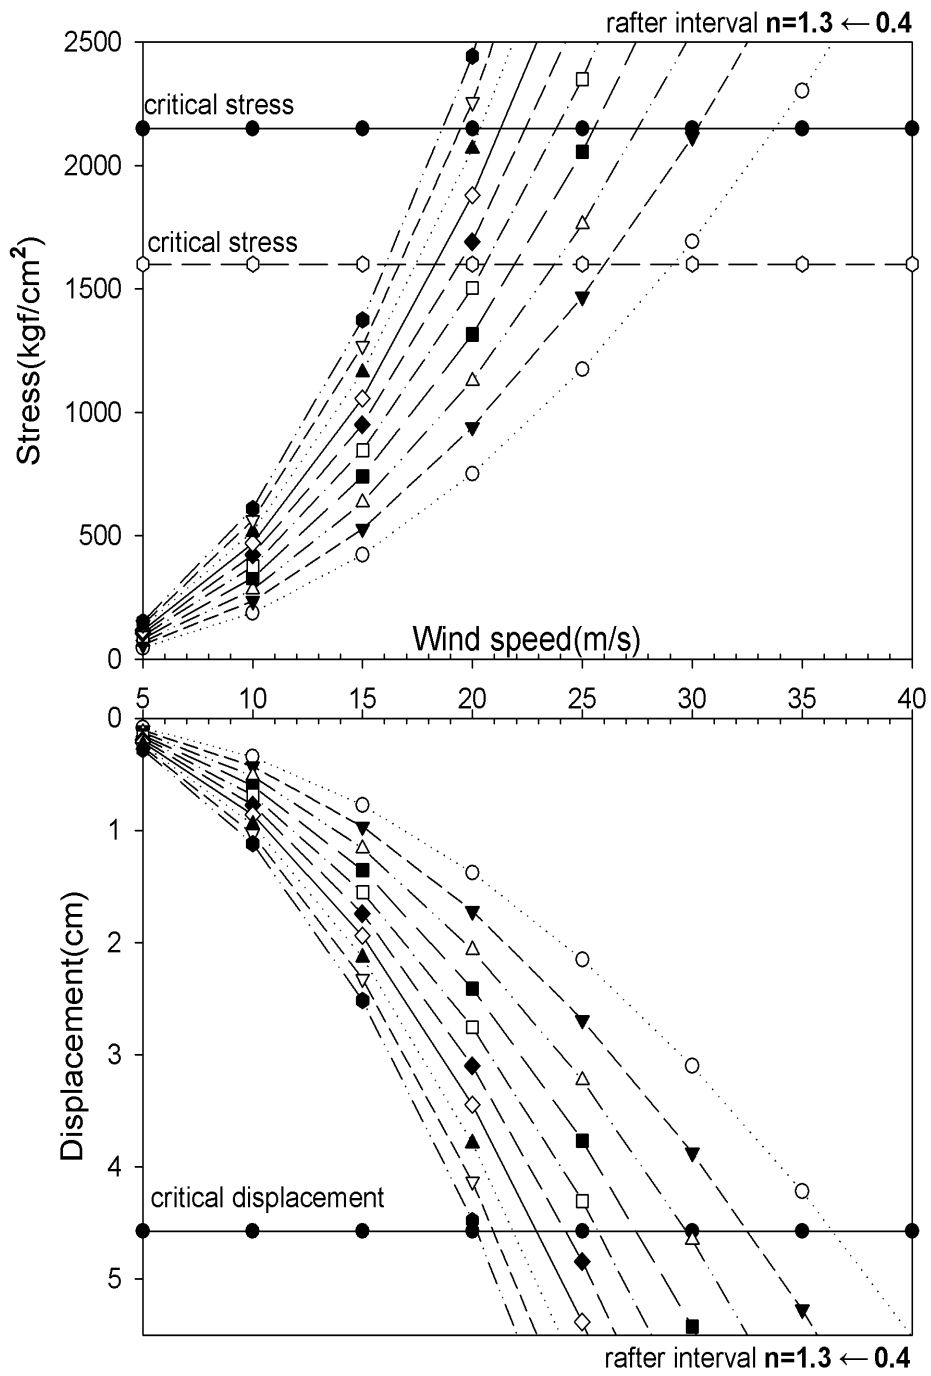 rafter interval n=1.3 ← 0.4
2500
critical stress
2000
critical stress
1500
Stress(kgf/cm²)
1000
500
Wind speed(m/s)
0
5 10 15 20 25 30 35 40
0
1
2
Displacement(cm)
3
4
critical displacement
5
rafter interval n=1.3 ← 0.4